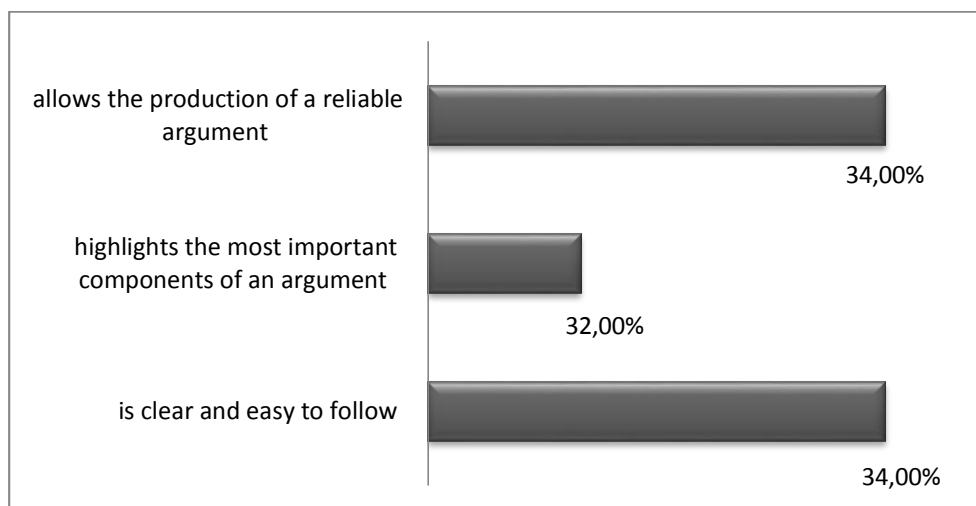 allows the production of a reliable
argument
34,00%
highlights the most important
components of an argument
32,00%
is clear and easy to follow
34,00%